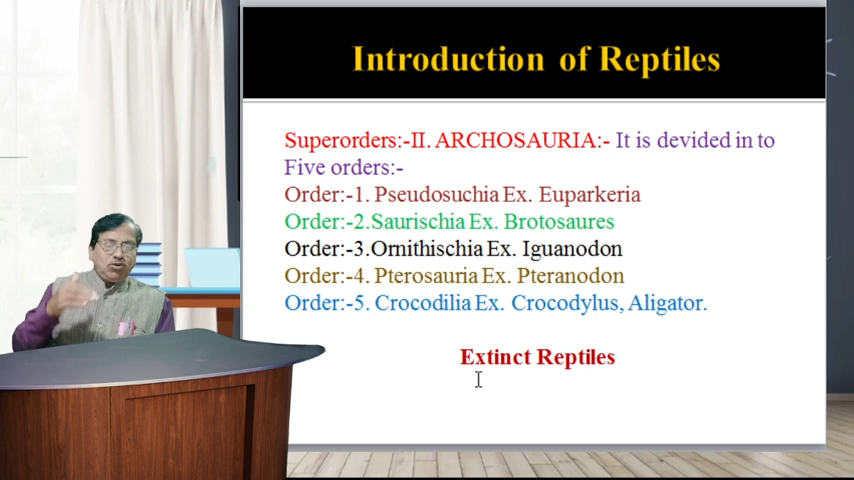 Introduction of Reptiles
Superorders:-II. ARCHOSAURIA:- It is devided in to
Five orders:-
Order:-1. Pseudosuchia Ex. Euparkeria
Order:-2.Saurischia Ex. Brotosaures
Order:-3.Ornithischia Ex. Iguanodon
Order:-4. Pterosauria Ex. Pteranodon
Order:-5. Crocodilia Ex. Crocodylus, Aligator.
Extinct Reptiles